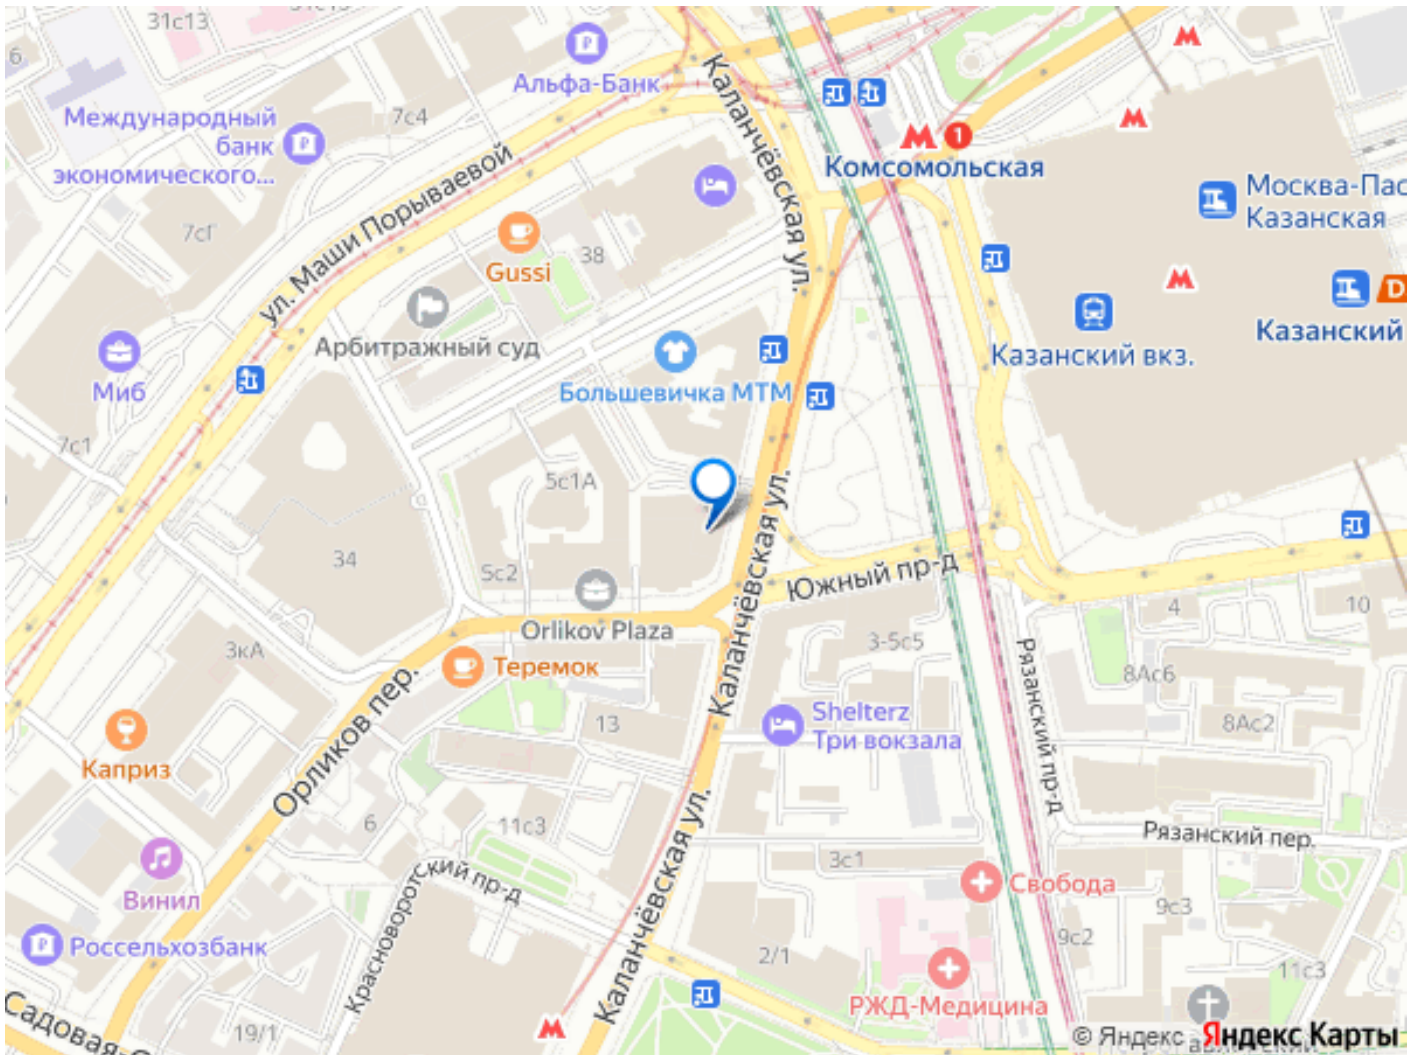 31с13
31с13
6
Альфа-Банк
Международный
банк
экономического...
7с4
Каланчёвская ул.
1
Комсомольская
Москва-Пас
Казанская
ул. Маши Порываевой
7сГ
Gussi
38
Арбитражный суд
D
Казанский
Казанский вкз.
Миб
Большевичка МТМ
7с1
5с1А
Каланчёвская ул.
34
5с2
Южный пр-д
Orlikov Plaza
3-5с5
4
10
3кА
Теремок
Рязанский пр-д
8Ас6
Орликов пер.
13
Shelterz
Три вокзала
8Ас2
Каприз
6
11с3
Каланчёвская ул.
Рязанский пер.
3с1
Свобода
Винил
Красноворотский пр-д
9с3
Россельхозбанк
2/1
9с2
11с3
РЖД-Медицина
Садовая-С
19/1
© Яндекс Яндекс Карты